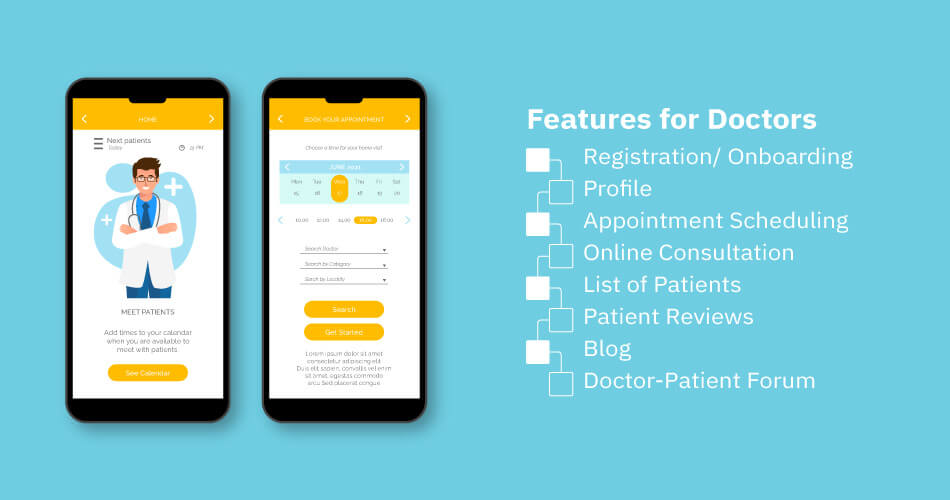 HOME
Next patients
Today
15 PM
MEET PATIENTS
Add times to your calendar
when you are available to
meet with patients
See Calendar
BOOK YOUR APPOINTMENT
Choose a time for your home visit
JUNE
Mon Tue Wed Thu Fri Sat
15 16 17 18 19 20
10.00 12.00 14.00 16.00
Search Doctor
Search by Category
Sarch by Locality
Search
Get Started
Lorem ipsum dolor sit amet
consectetur adipiscing elit
Duis elit sapien, convallis vel enim
sit amet, egestas commodo
arcu Sed placerat congue
Features for Doctors
Registration/ Onboarding
Profile
Appointment Scheduling
Online Consultation
List of Patients
Patient Reviews
Blog
Doctor-Patient Forum